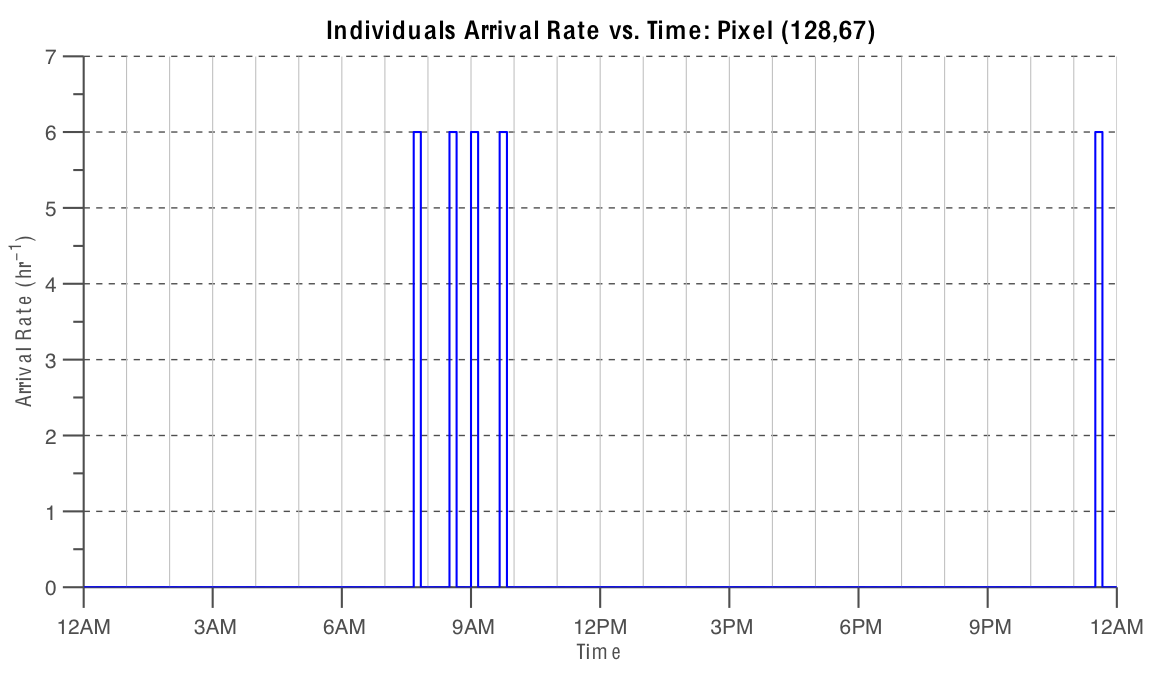 Individuals Arrival Rate vs. Time: Pixel (128,67)
7
6
5
4
3
2
1
0
Arrival Rate (hr⁻¹)
12AM 3AM 6AM 9AM 12PM 3PM 6PM 9PM 12AM
Time